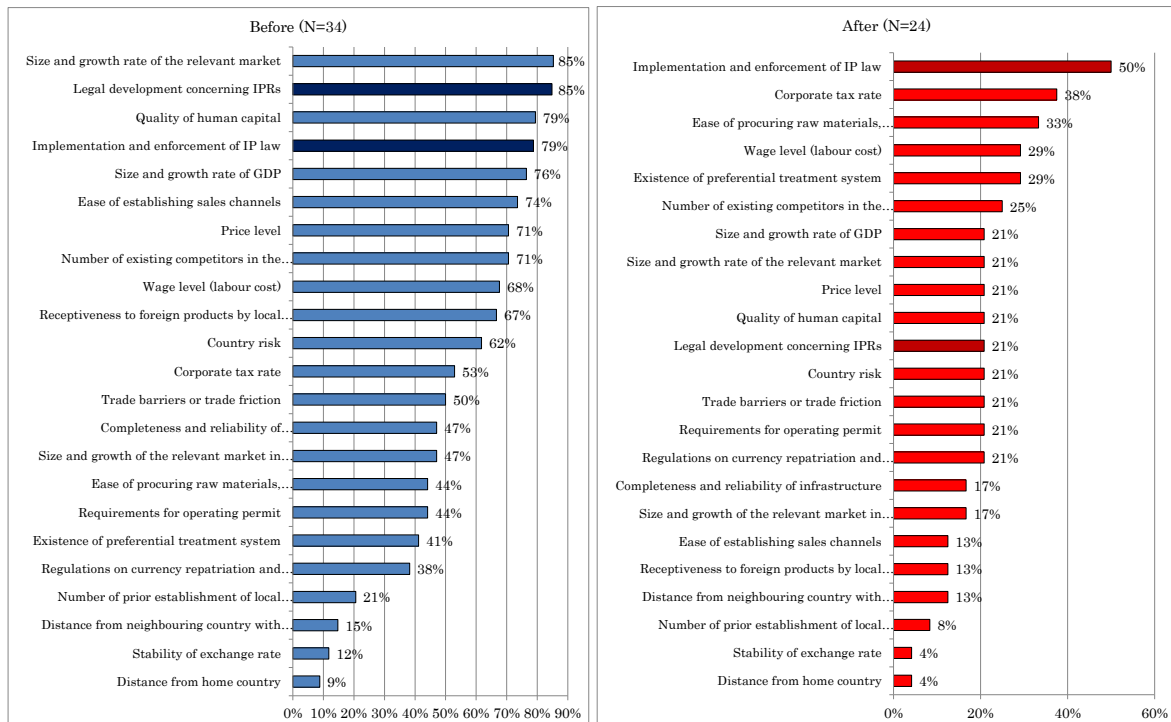 Before (N=34)
Size and growth rate of the relevant market 85%
Legal development concerning IPRs 85%
Quality of human capital 79%
Implementation and enforcement of IP law 79%
Size and growth rate of GDP 76%
Ease of establishing sales channels 74%
Price level 71%
Number of existing competitors in the... 71%
Wage level (labour cost) 68%
Receptiveness to foreign products by local... 67%
Country risk 62%
Corporate tax rate 53%
Trade barriers or trade friction 50%
Completeness and reliability of... 47%
Size and growth of the relevant market in... 47%
Ease of procuring raw materials,... 44%
Requirements for operating permit 44%
Existence of preferential treatment system 41%
Regulations on currency repatriation and... 38%
Number of prior establishment of local... 21%
Distance from neighbouring country with... 15%
Stability of exchange rate 12%
Distance from home country 9%
0% 10% 20% 30% 40% 50% 60% 70% 80% 90%
After (N=24)
Implementation and enforcement of IP law 50%
Corporate tax rate 38%
Ease of procuring raw materials,... 33%
Wage level (labour cost) 29%
Existence of preferential treatment system 29%
Number of existing competitors in the... 25%
Size and growth rate of GDP 21%
Size and growth rate of the relevant market 21%
Price level 21%
Quality of human capital 21%
Legal development concerning IPRs 21%
Country risk 21%
Trade barriers or trade friction 21%
Requirements for operating permit 21%
Regulations on currency repatriation and... 21%
Completeness and reliability of infrastructure 17%
Size and growth of the relevant market in... 17%
Ease of establishing sales channels 13%
Receptiveness to foreign products by local... 13%
Distance from neighbouring country with... 13%
Number of prior establishment of local... 8%
Stability of exchange rate 4%
Distance from home country 4%
0% 20% 40% 60%